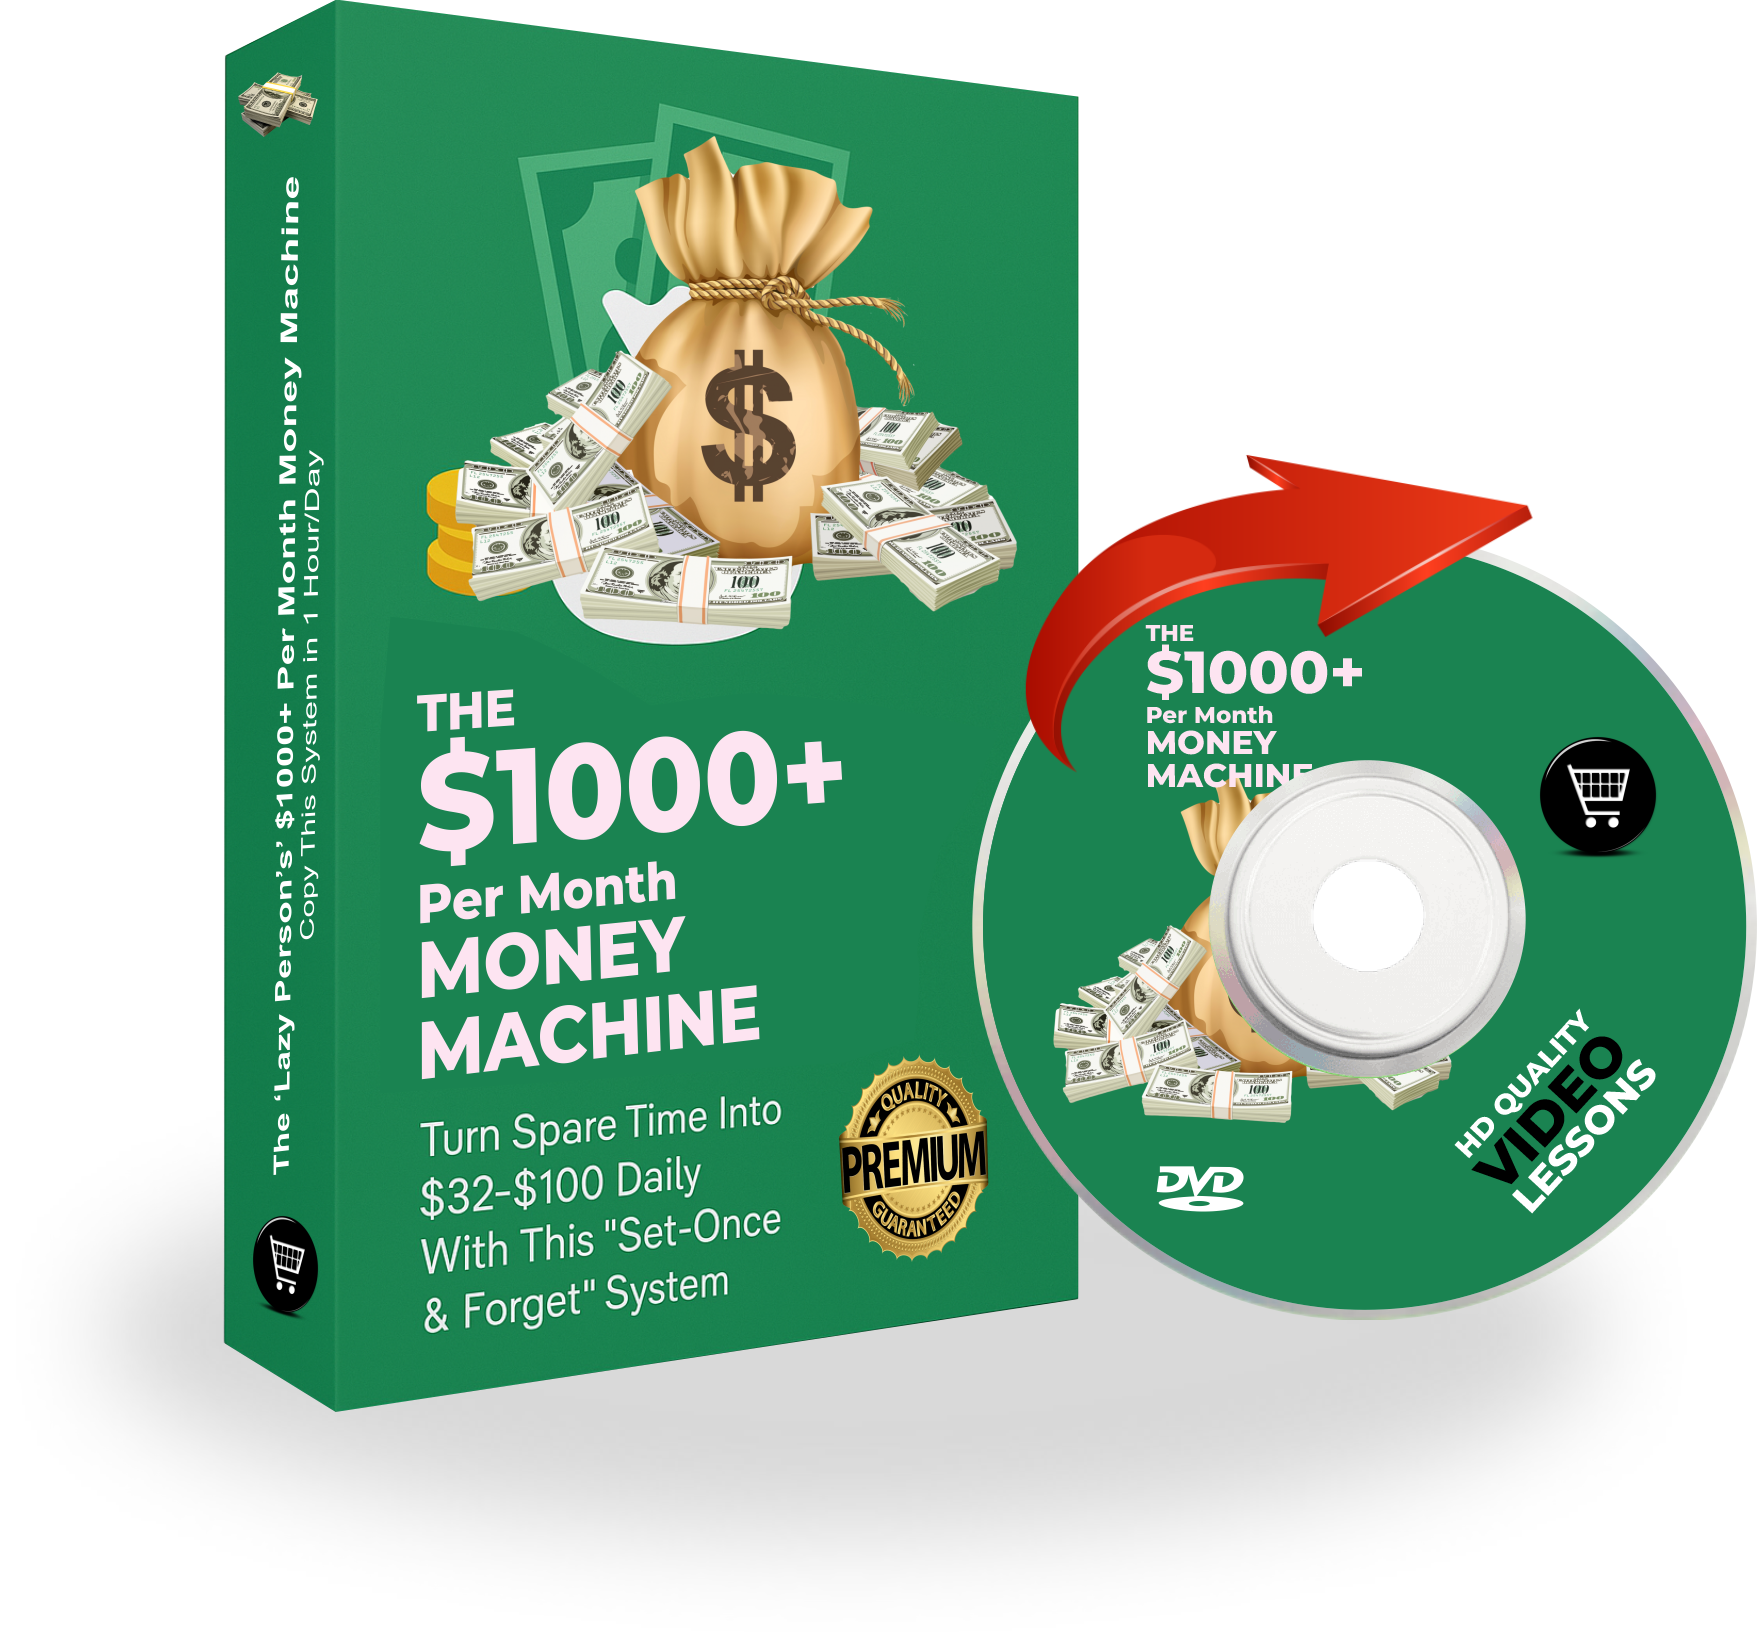 The ‘Lazy Person’s’ $1000+ Per Month Money Machine
Copy This System in 1 Hour/Day
THE
$1000+
Per Month
MONEY
MACHINE
Turn Spare Time Into
$32-$100 Daily
With This "Set-Once
& Forget" System
QUALITY
PREMIUM
GUARANTEED
THE
$1000+
Per Month
MONEY
MACHINE
HD QUALITY
VIDEO
LESSONS
DVD